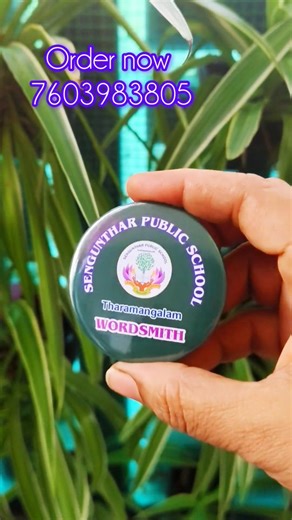 Order now
7603983805
SENGUNTHAR PUBLIC SCHOOL
Tharamangalam
WORDSMITH